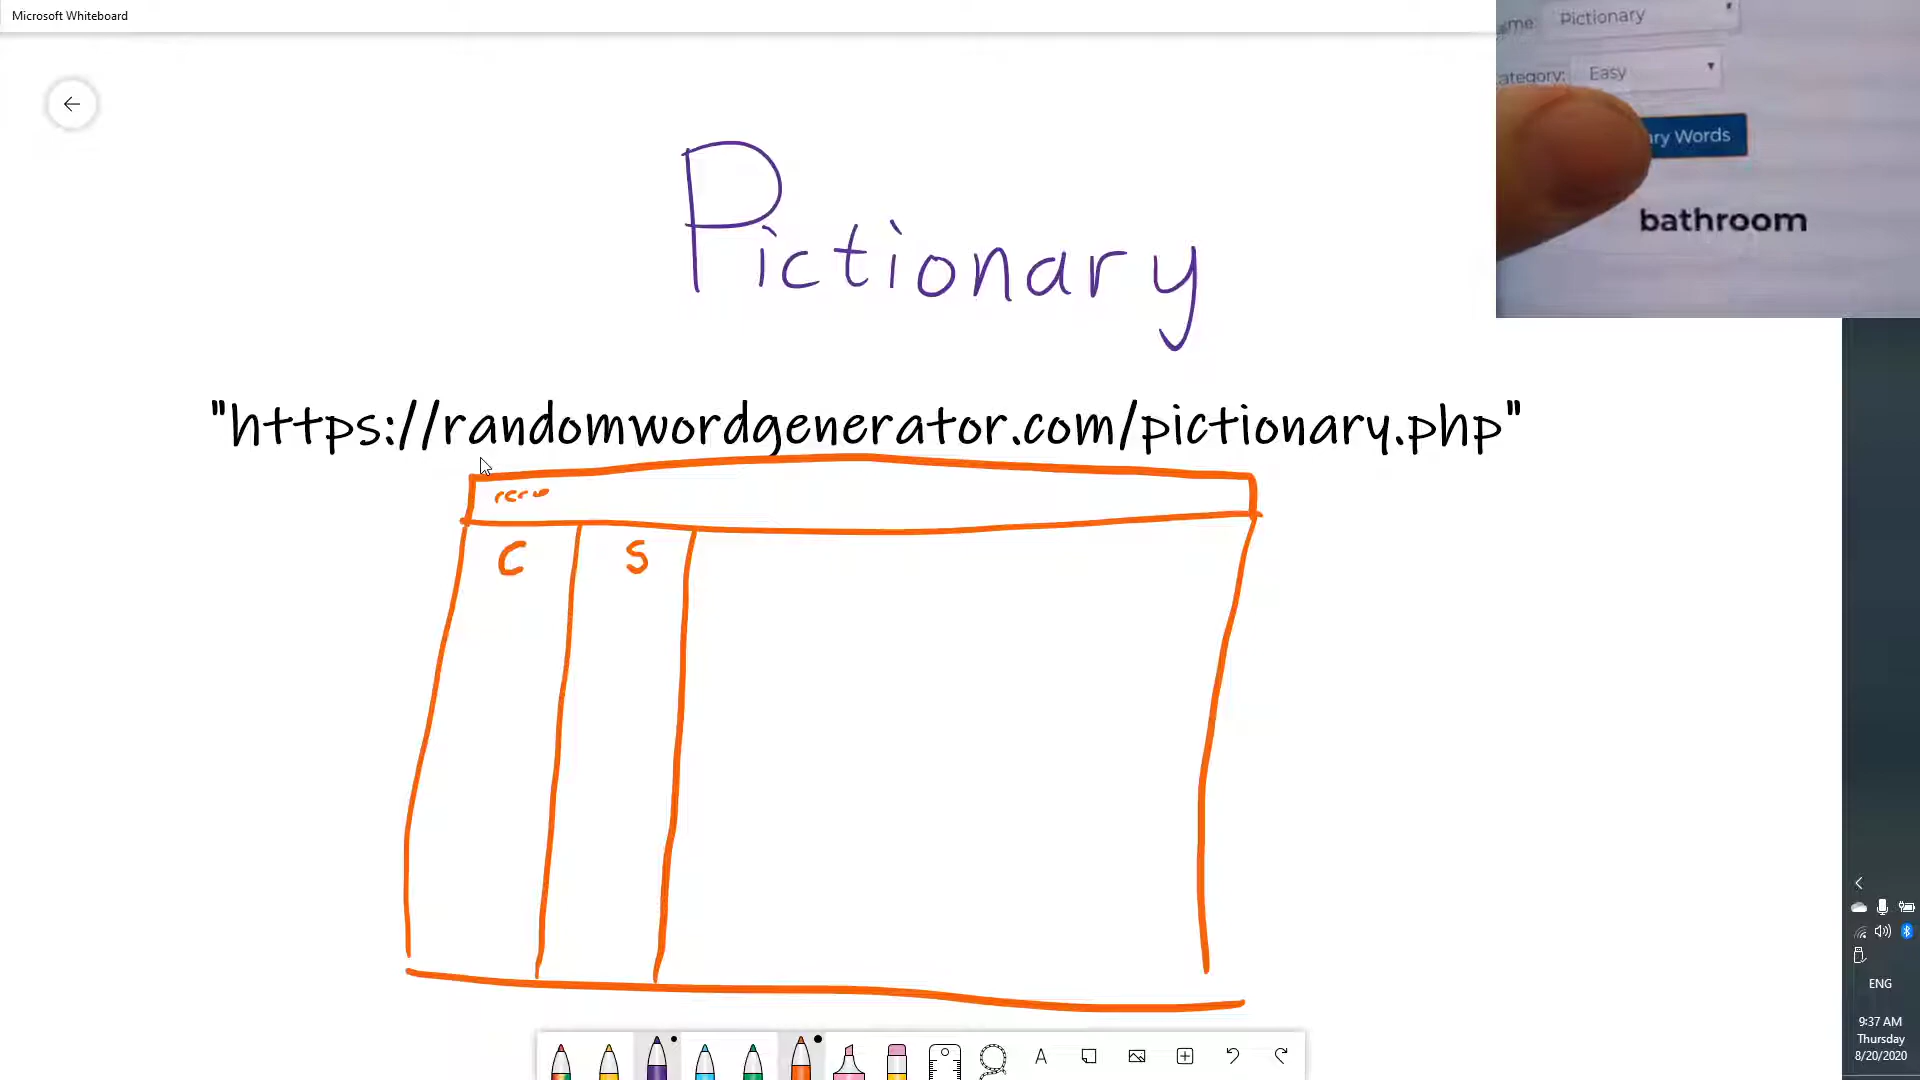 Microsoft Whiteboard
Pictionary
Pictionary
Easy
ategory:
ry Words
bathroom
"https://randomwordgenerator.com/pictionary.php"
C S
A
ENG
9:37 AM
Thursday
8/20/2020